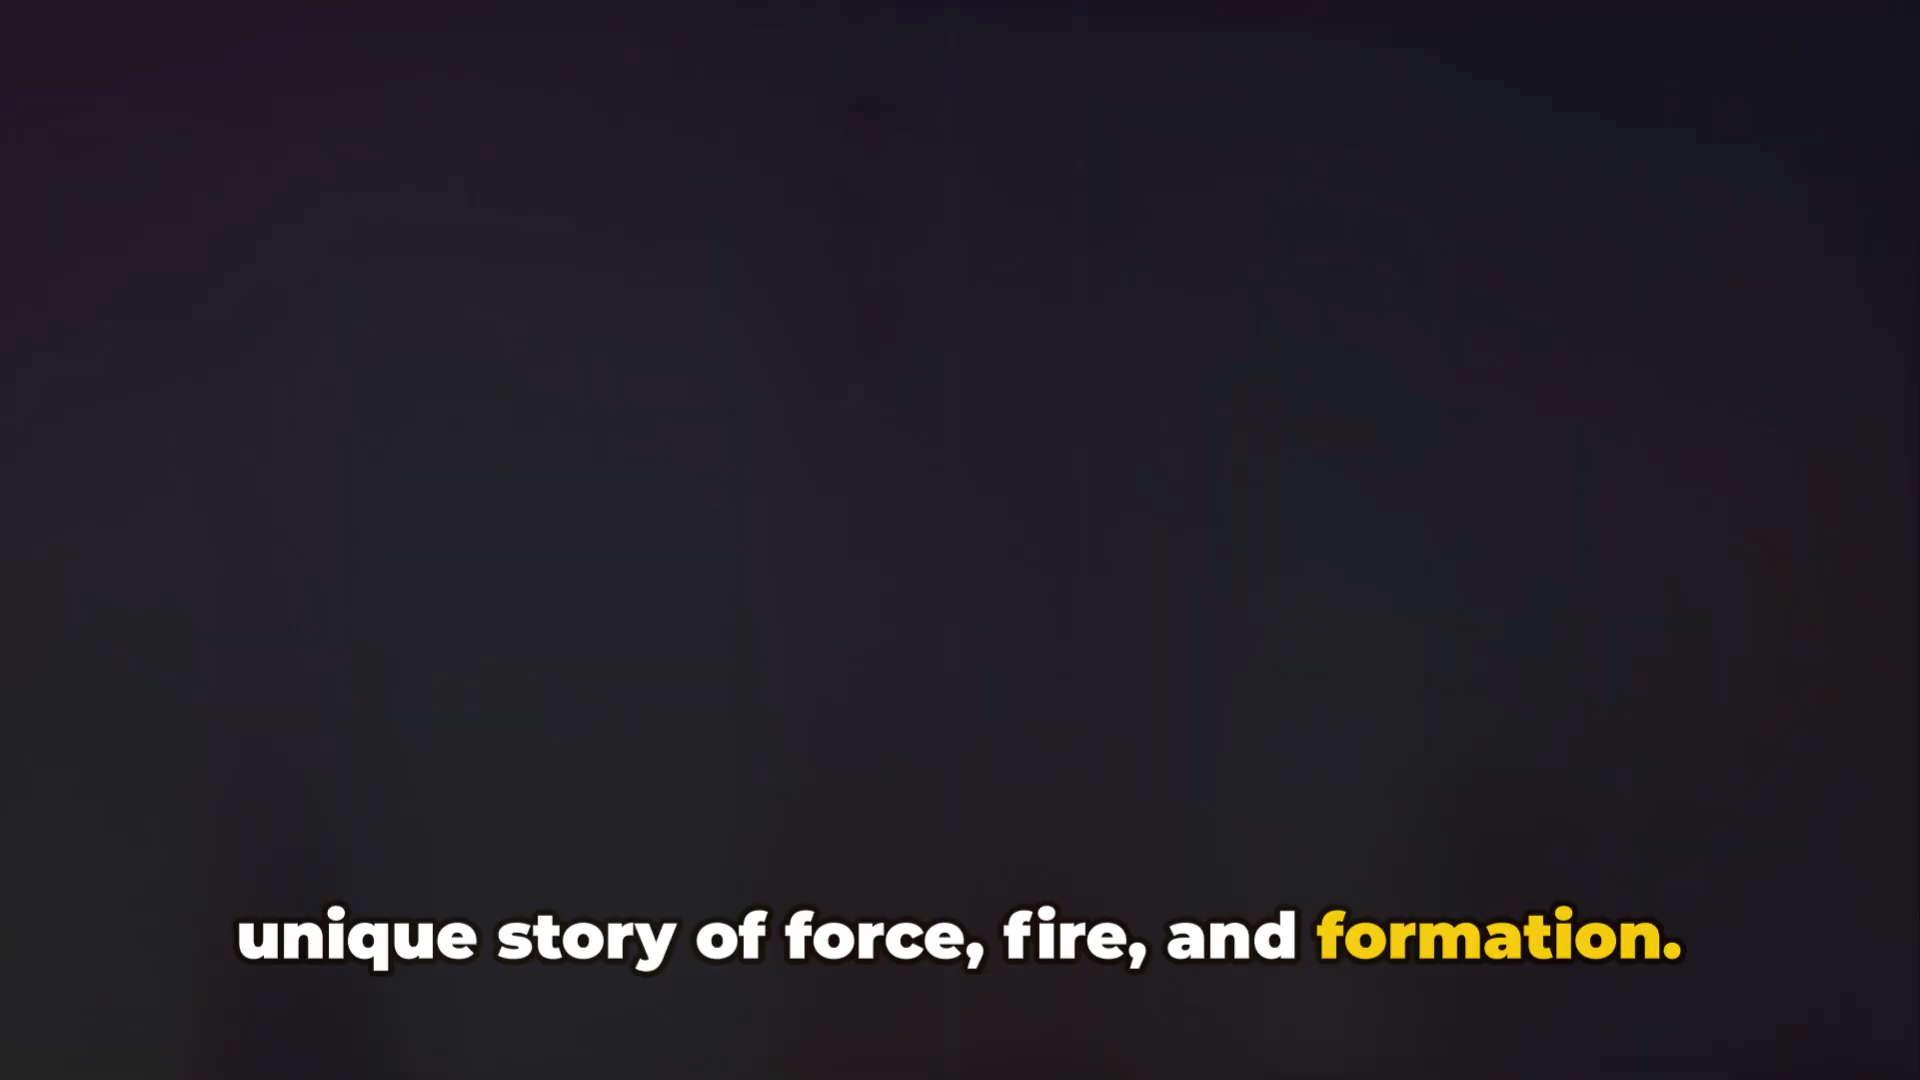 unique story of force, fire, and formation.